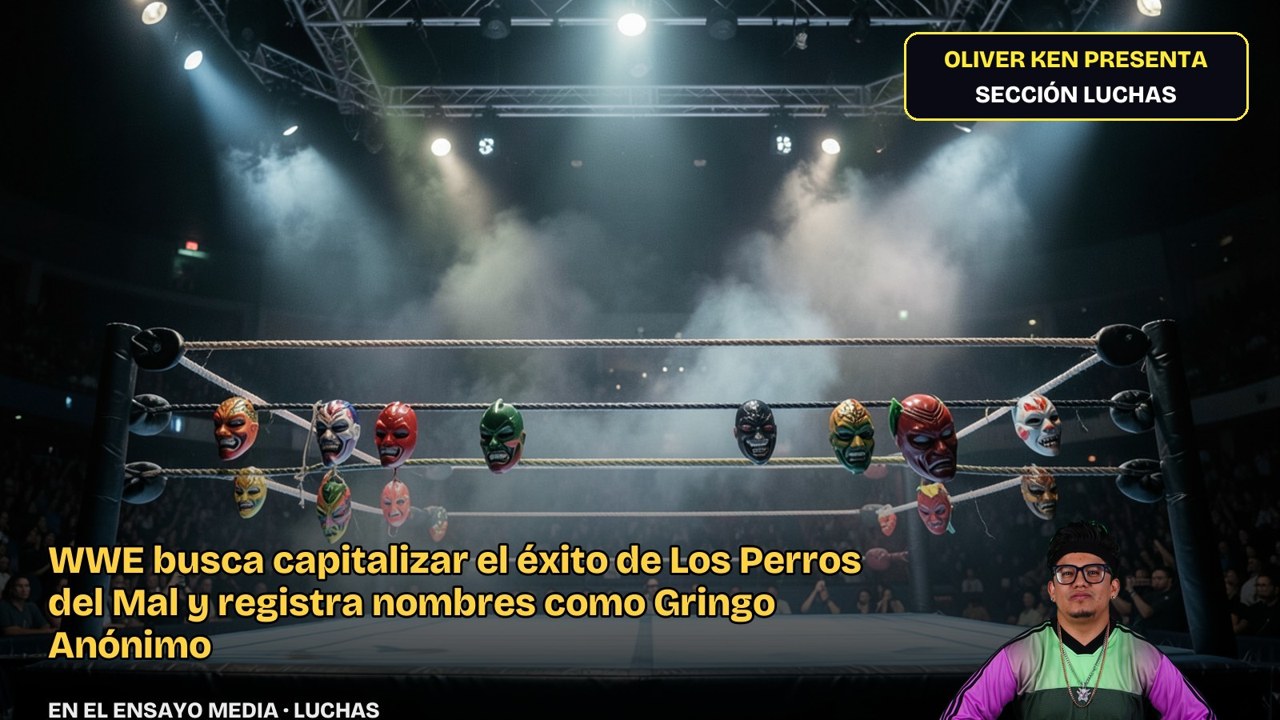 OLIVER KEN PRESENTA
SECCIÓN LUCHAS
WWE busca capitalizar el éxito de Los Perros
del Mal y registra nombres como Gringo
Anónimo
EN EL ENSAYO MEDIA · LUCHAS